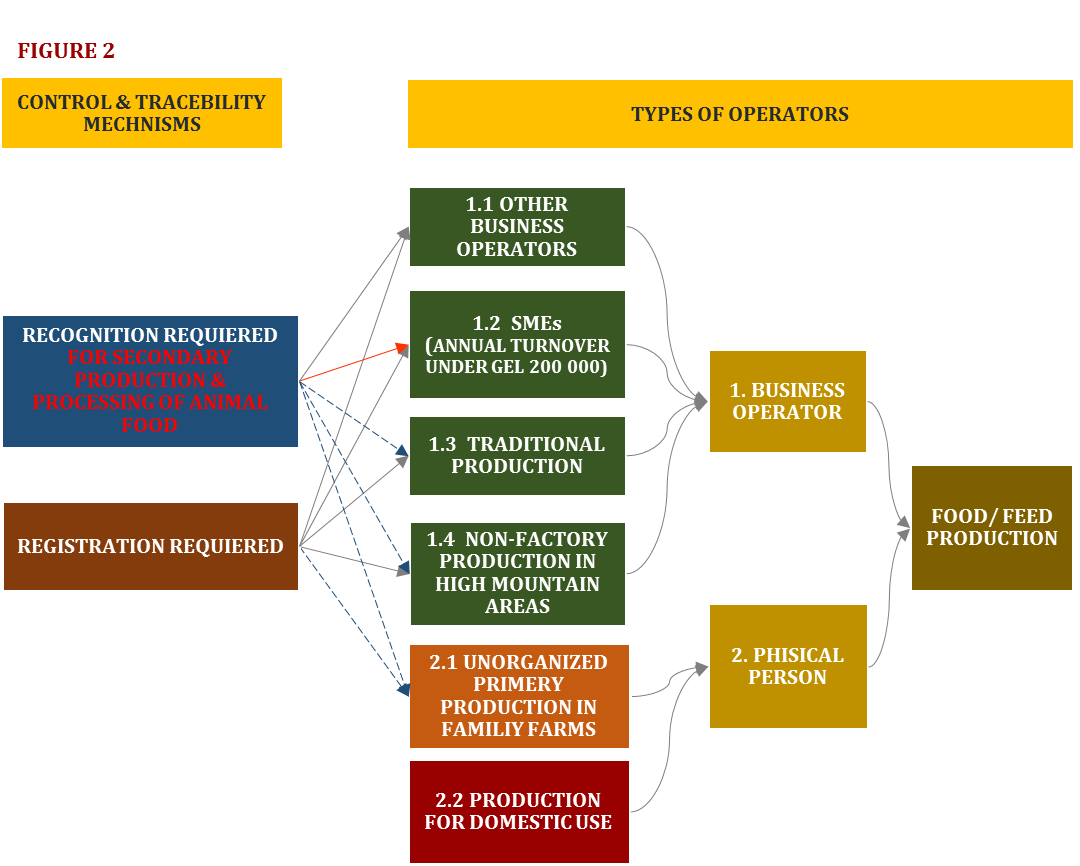 FIGURE 2
CONTROL & TRACEBILITY
MECHNISMS
TYPES OF OPERATORS
1.1 OTHER
BUSINESS
OPERATORS
RECOGNITION REQUIERED
FOR SECONDARY
PRODUCTION &
PROCESSING OF ANIMAL
FOOD
1.2 SMEs
(ANNUAL TURNOVER
UNDER GEL 200 000)
1. BUSINESS
OPERATOR
1.3 TRADITIONAL
PRODUCTION
REGISTRATION REQUIERED
1.4 NON-FACTORY
PRODUCTION IN
HIGH MOUNTAIN
AREAS
FOOD/ FEED
PRODUCTION
2.1 UNORGANIZED
PRIMERY
PRODUCTION IN
FAMILIY FARMS
2. PHISICAL
PERSON
2.2 PRODUCTION
FOR DOMESTIC USE